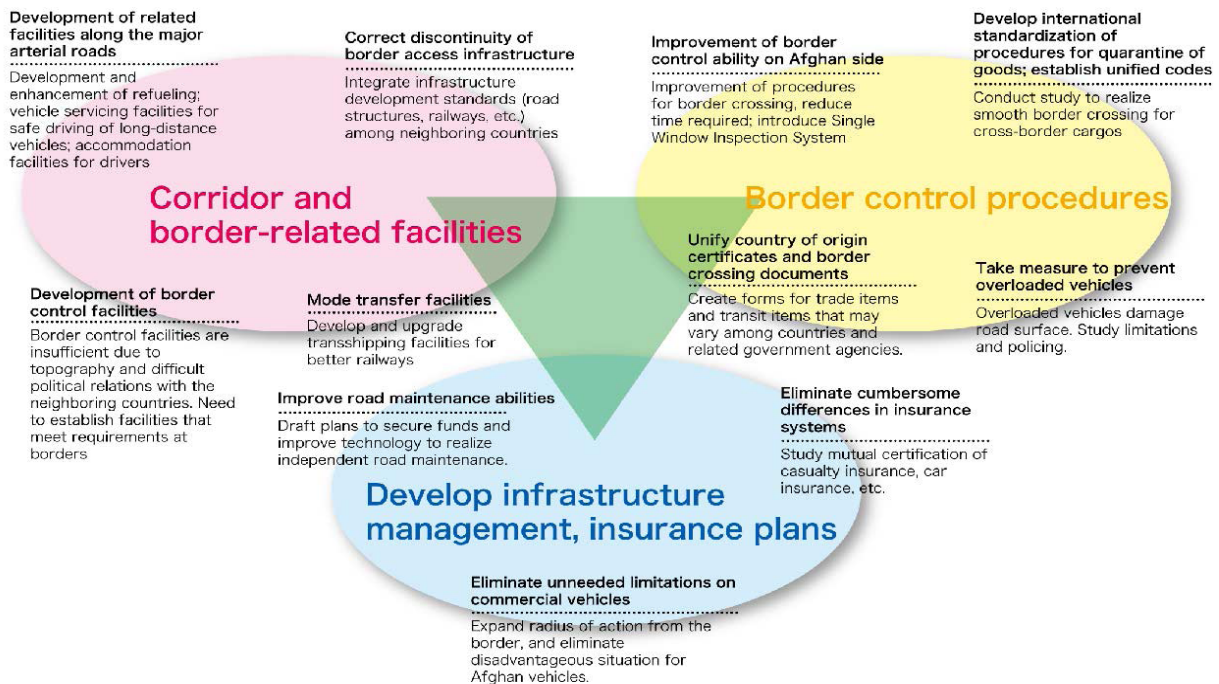 Development of related
facilities along the major
arterial roads
Development and
enhancement of refueling;
vehicle servicing facilities for
safe driving of long-distance
vehicles; accommodation
facilities for drivers
Correct discontinuity of
border access infrastructure
Integrate infrastructure
development standards (road
structures, railways, etc.)
among neighboring countries
Improvement of border
control ability on Afghan side
Improvement of procedures
for border crossing, reduce
time required; introduce Single
Window Inspection System
Develop international
standardization of
procedures for quarantine of
goods; establish unified codes
Conduct study to realize
smooth border crossing for
cross-border cargos
Corridor and
border-related facilities
Border control procedures
Development of border
control facilities
Border control facilities are
insufficient due to
topography and difficult
political relations with the
neighboring countries. Need
to establish facilities that
meet requirements at
borders
Mode transfer facilities
Develop and upgrade
transshipping facilities for
better railways
Unify country of origin
certificates and border
crossing documents
Create forms for trade items
and transit items that may
vary among countries and
related government agencies.
Take measure to prevent
overloaded vehicles
Overloaded vehicles damage
road surface. Study limitations
and policing.
Improve road maintenance abilities
Draft plans to secure funds and
improve technology to realize
independent road maintenance.
Eliminate cumbersome
differences in insurance
systems
Study mutual certification of
casualty insurance, car
insurance, etc.
Develop infrastructure
management, insurance plans
Eliminate unneeded limitations on
commercial vehicles
Expand radius of action from the
border, and eliminate
disadvantageous situation for
Afghan vehicles.